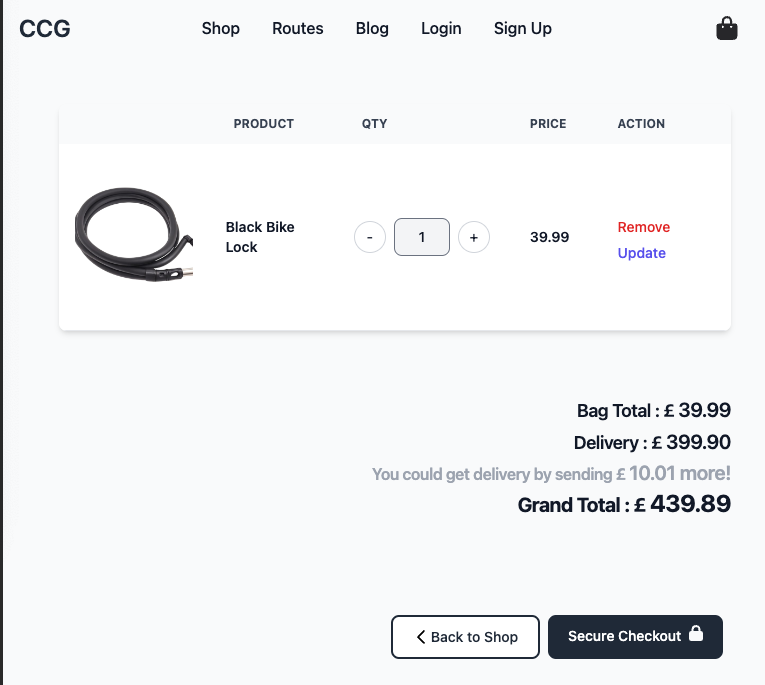 CCG
Shop Routes Blog Login Sign Up
PRODUCT QTY PRICE ACTION
Black Bike
Lock
- 1 +
39.99
Remove
Update
Bag Total : £ 39.99
Delivery : £ 399.90
You could get delivery by sending £ 10.01 more!
Grand Total : £ 439.89
Back to Shop
Secure Checkout